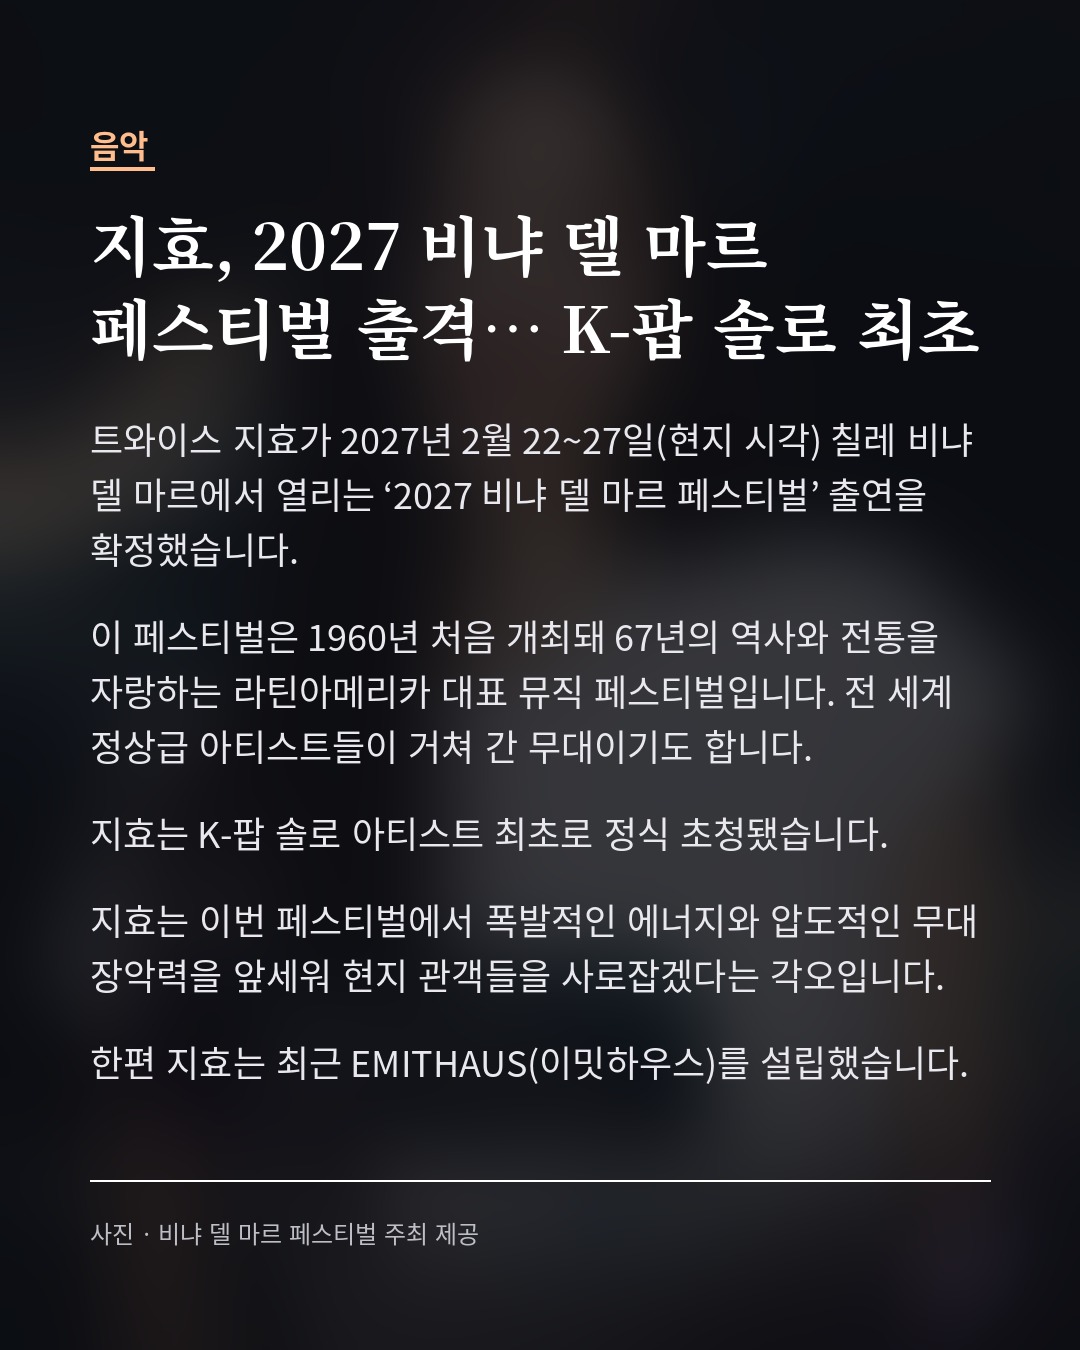 음악
지효, 2027 비냐 델 마르
페스티벌 출격… K-팝 솔로 최초
트와이스 지효가 2027년 2월 22~27일(현지 시각) 칠레 비냐
델 마르에서 열리는 ‘2027 비냐 델 마르 페스티벌’ 출연을
확정했습니다.
이 페스티벌은 1960년 처음 개최돼 67년의 역사와 전통을
자랑하는 라틴아메리카 대표 뮤직 페스티벌입니다. 전 세계
정상급 아티스트들이 거쳐 간 무대이기도 합니다.
지효는 K-팝 솔로 아티스트 최초로 정식 초청됐습니다.
지효는 이번 페스티벌에서 폭발적인 에너지와 압도적인 무대
장악력을 앞세워 현지 관객들을 사로잡겠다는 각오입니다.
한편 지효는 최근 EMITHAUS(이밋하우스)를 설립했습니다.
사진 · 비냐 델 마르 페스티벌 주최 제공